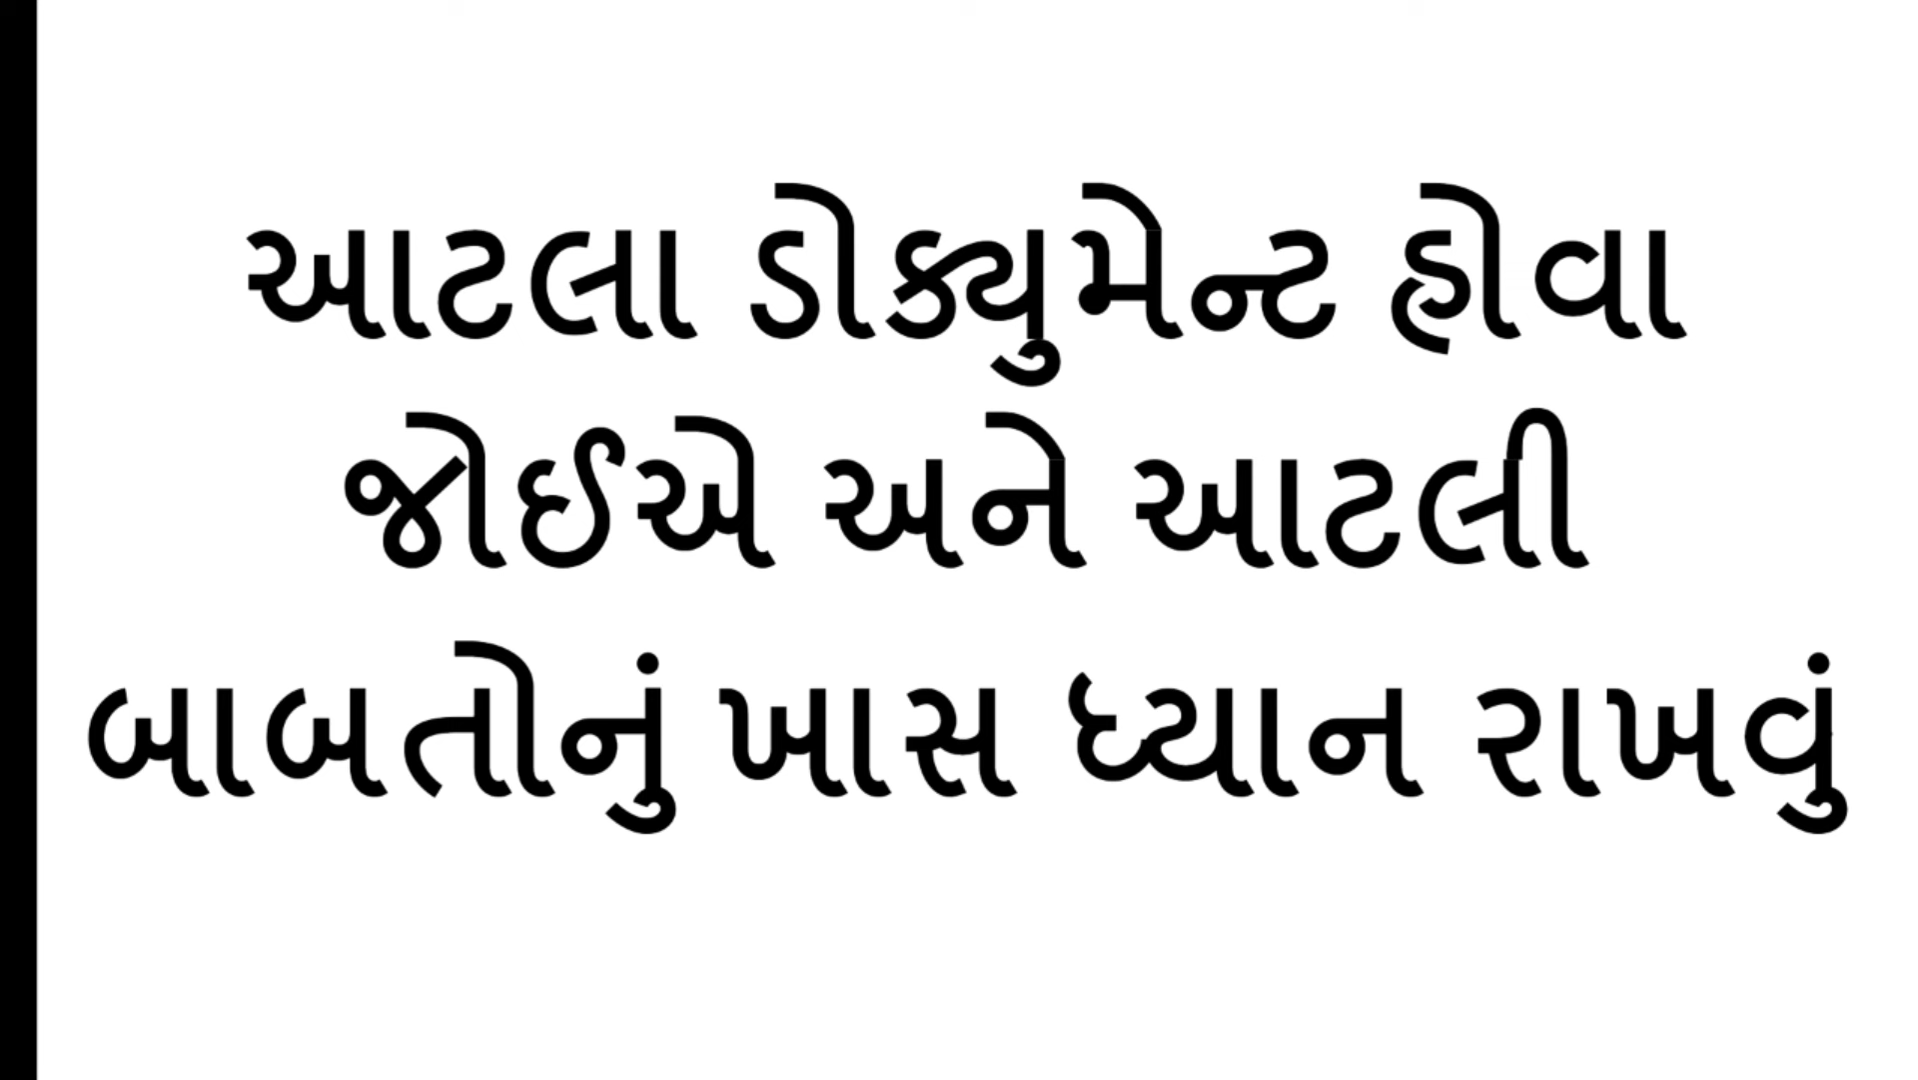 આટલા ડોક્યુમેન્ટ હોવા
જોઈએ અને આટલી
બાબતોનું ખાસ ધ્યાન રાખવું